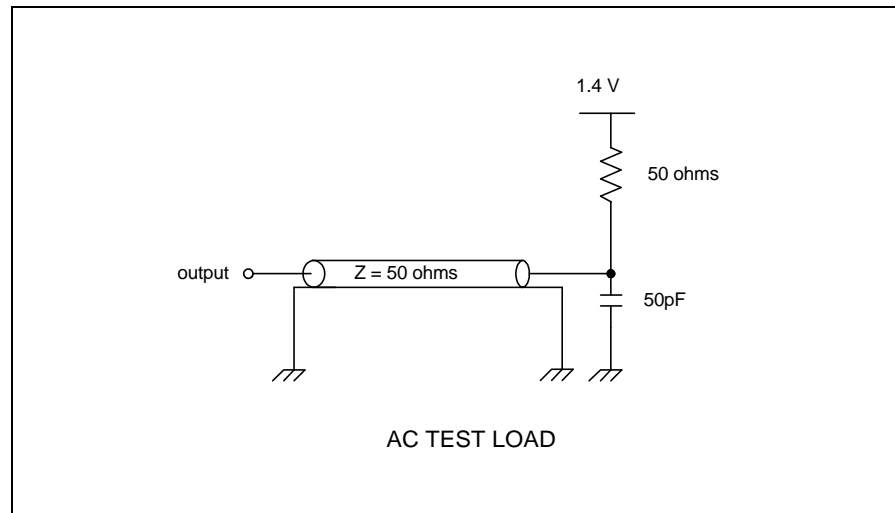 1.4 V
50 ohms
output
Z = 50 ohms
50pF
AC TEST LOAD